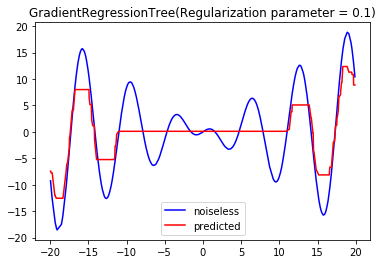 GradientRegressionTree(Regularization parameter = 0.1)
20
15
10
5
0
−5
−10
−15
−20
noiseless
predicted
−20 −15 −10 −5 0 5 10 15 20